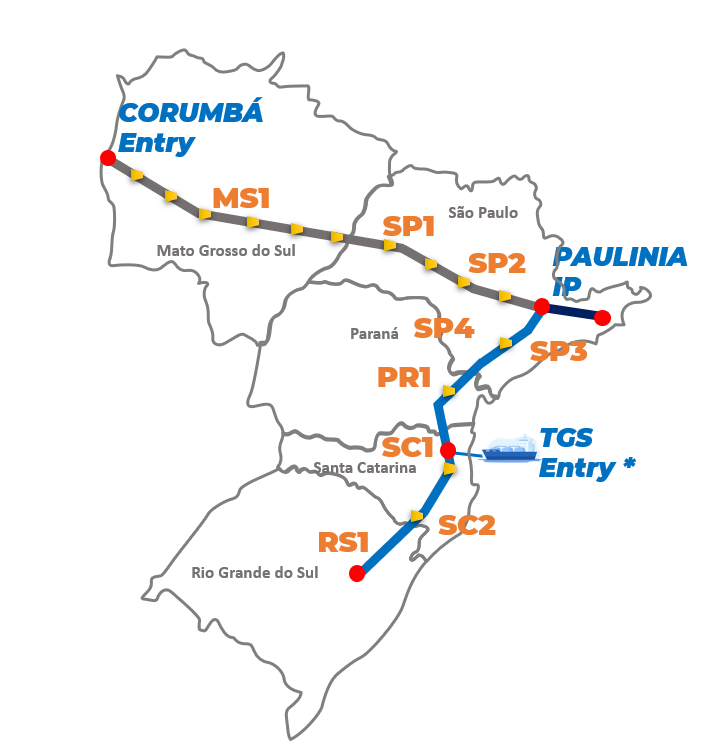 CORUMBÁ
Entry
MS1
São Paulo
SP1
Mato Grosso do Sul
SP2
PAULINIA
IP
SP4
Paraná
SP3
PR1
SC1
TGS
Entry *
Santa Catarina
SC2
RS1
Rio Grande do Sul